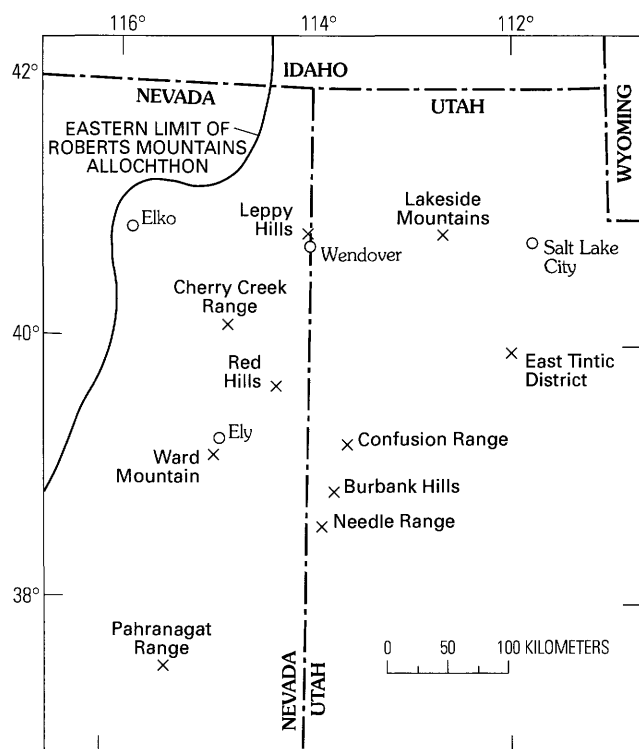 116°
114°
112°
42°
IDAHO
NEVADA
UTAH
WYOMING
EASTERN LIMIT OF
ROBERTS MOUNTAINS
ALLOCHTHON
Elko
Leppy
Hills
Wendover
Lakeside
Mountains
Salt Lake
City
Cherry Creek
Range
40°
Red
Hills
East Tintic
District
Ely
Ward
Mountain
Confusion Range
Burbank Hills
Needle Range
38°
Pahranagat
Range
NEVADA
UTAH
0 50 100 KILOMETERS